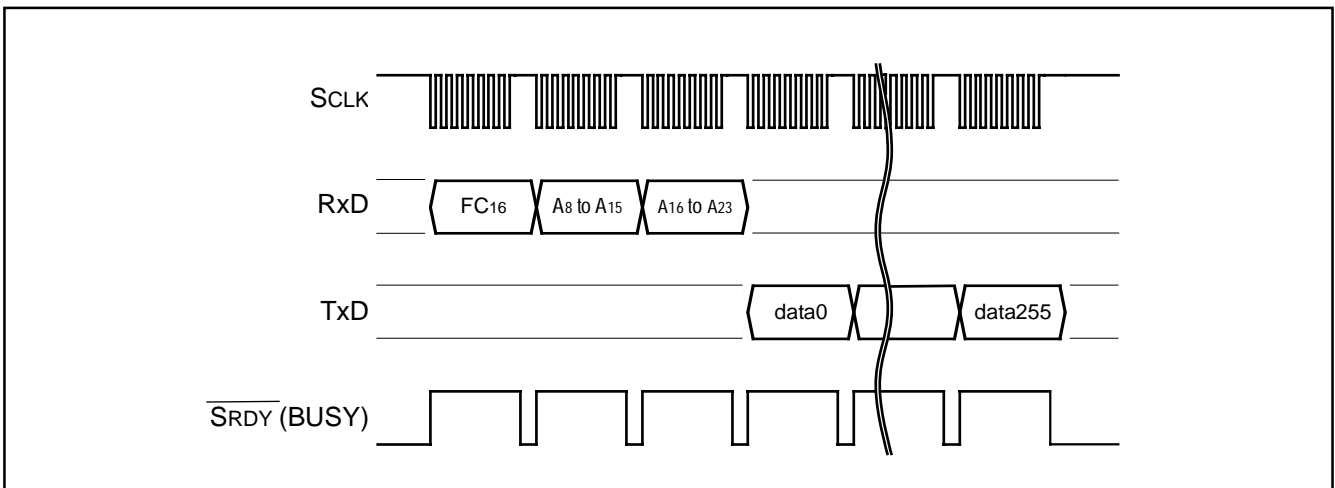 SCLK
RxD
FC16
A8 to A15
A16 to A23
TxD
data0
data255
SRDY (BUSY)